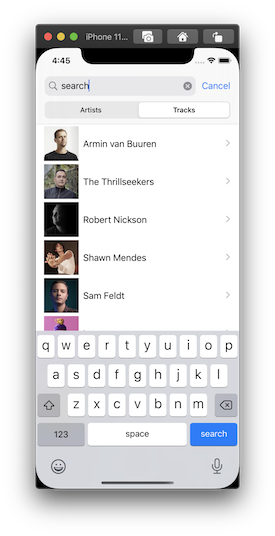 iPhone 11...
4:45
search
Cancel
Artists
Tracks
Armin van Buuren
The Thrillseekers
Robert Nickson
Shawn Mendes
Sam Feldt
q w e r t y u i o p
a s d f g h j k l
z x c v b n m
123 space search